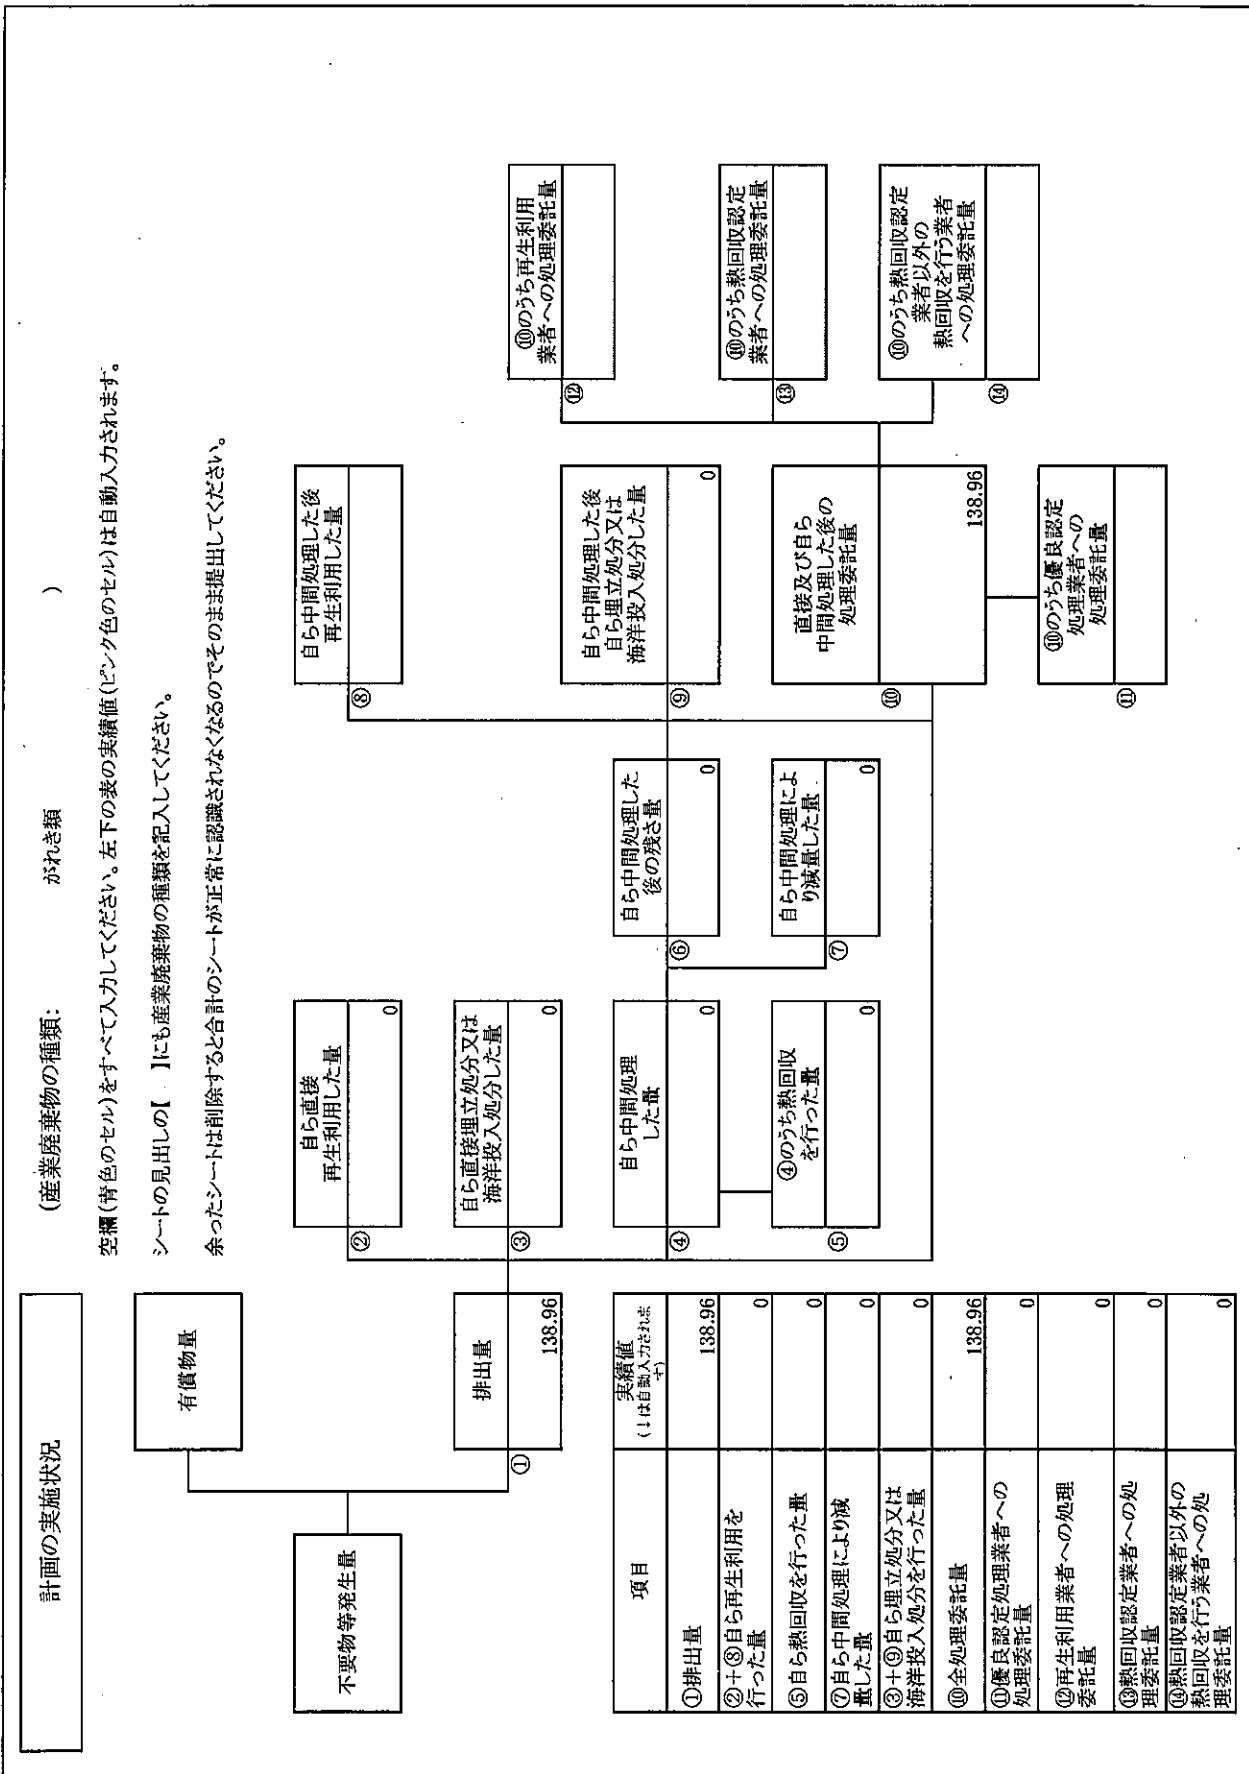 計画の実施状況
(産業廃棄物の種類: がれき類 )
空欄(青色のセル)をすべて入力してください。左下の表の実績値(ピンク色のセル)は自動入力されます。
シートの見出しの【 】にも産業廃棄物の種類を記入してください。
余ったシートは削除すると合計のシートが正常に認識されなくなるのでそのまま提出してください。
不要物等発生量
有償物量
①
排出量
138.96
②
自ら直接
再生利用した量
0
③
自ら直接埋立処分又は
海洋投入処分した量
0
④
自ら中間処理
した量
0
⑤
④のうち熱回収
を行った量
0
⑥
自ら中間処理した
後の残さ量
0
⑦
自ら中間処理によ
り減量した量
0
⑧
自ら中間処理した後
再生利用した量
⑨
自ら中間処理した後
自ら埋立処分又は
海洋投入処分した量
0
⑩
直接及び自ら
中間処理した後の
処理委託量
138.96
⑪
⑩のうち優良認定
処理業者への
処理委託量
⑫
⑩のうち再生利用
業者への処理委託量
⑬
⑩のうち熱回収認定
業者への処理委託量
⑭
⑩のうち熱回収認定
業者以外の
熱回収を行う業者
への処理委託量
項目
実績値
(↓は自動入力されま
す)
①排出量 138.96
②+⑧自ら再生利用を
行った量 0
⑤自ら熱回収を行った量 0
⑦自ら中間処理により減
量した量 0
③+⑨自ら埋立処分又は
海洋投入処分を行った量 0
⑩全処理委託量 138.96
⑪優良認定処理業者への
処理委託量 0
⑫再生利用業者への処理
委託量 0
⑬熱回収認定業者への処
理委託量 0
⑭熱回収認定業者以外の
熱回収を行う業者への処
理委託量 0